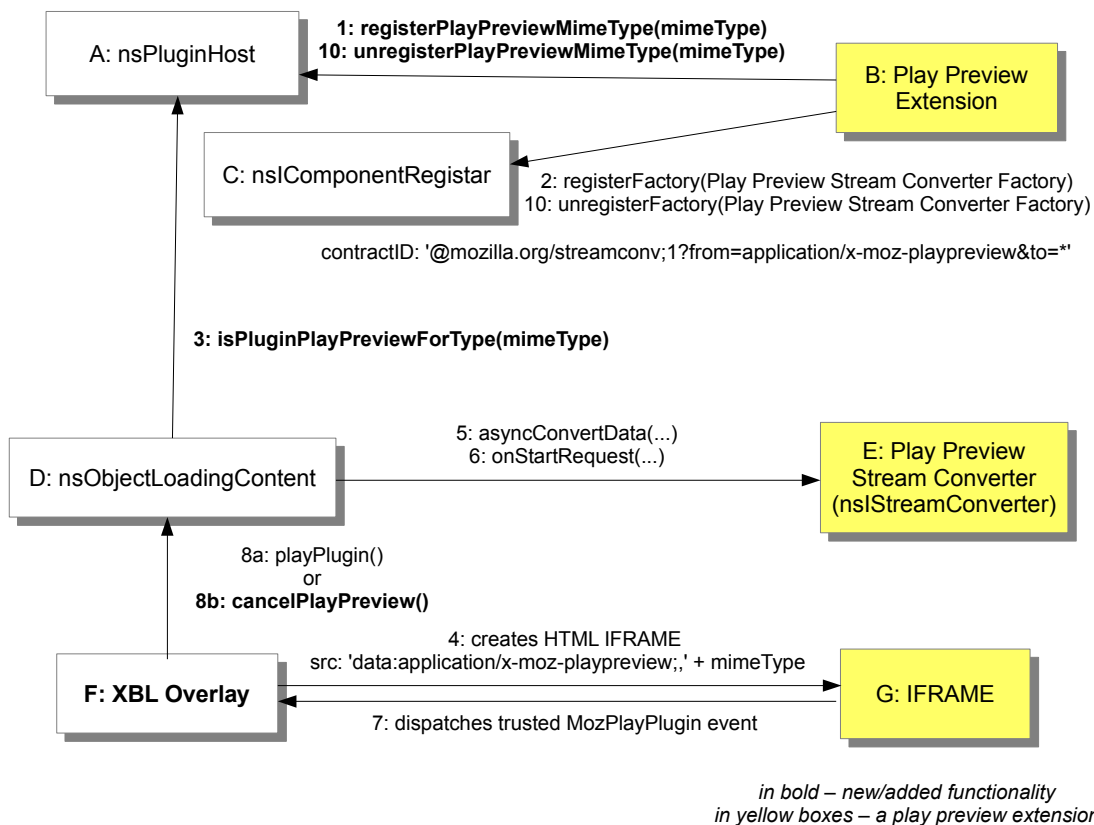 1: registerPlayPreviewMimeType(mimeType)
10: unregisterPlayPreviewMimeType(mimeType)
A: nsPluginHost
B: Play Preview
Extension
C: nsIComponentRegistar
2: registerFactory(Play Preview Stream Converter Factory)
10: unregisterFactory(Play Preview Stream Converter Factory)
contractID: '@mozilla.org/streamconv;1?from=application/x-moz-playpreview&to=*'
3: isPluginPlayPreviewForType(mimeType)
5: asyncConvertData(...)
6: onStartRequest(...)
D: nsObjectLoadingContent
E: Play Preview
Stream Converter
(nsIStreamConverter)
8a: playPlugin()
or
8b: cancelPlayPreview()
4: creates HTML IFRAME
src: 'data:application/x-moz-playpreview;,' + mimeType
F: XBL Overlay
G: IFRAME
7: dispatches trusted MozPlayPlugin event
in bold – new/added functionality
in yellow boxes – a play preview extension